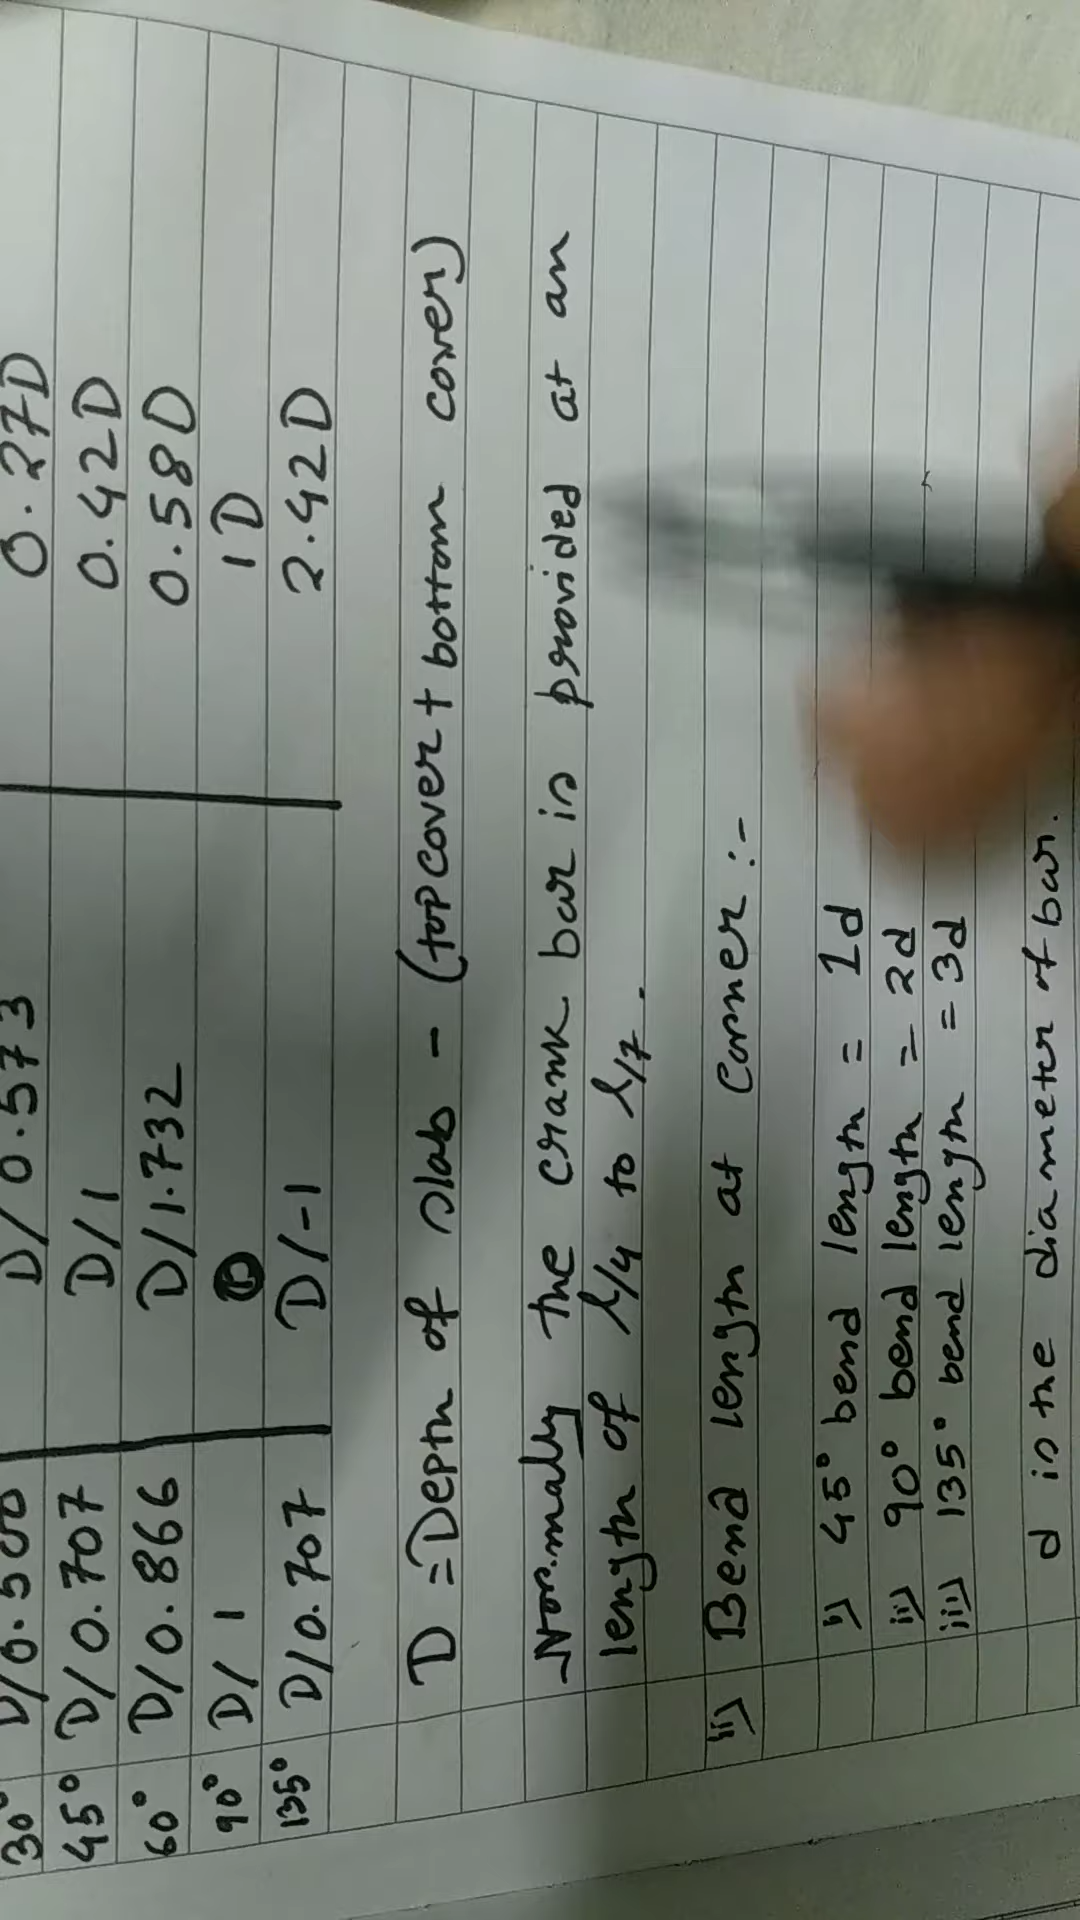 30° D/0.500 D/0.573 0.27D
45° D/0.707 D/1 0.42D
60° D/0.866 D/1.732 0.58D
90° D/1 1D
135° D/0.707 D/-1 2.42D
D = Depth of slab - (top cover + bottom cover)
Normally the crank bar is provided at an
length of l/4 to l/7.
ii) Bend length at corner :-
i) 45° bend length = 1d
ii) 90° bend length = 2d
iii) 135° bend length = 3d
d is the diameter of bar.